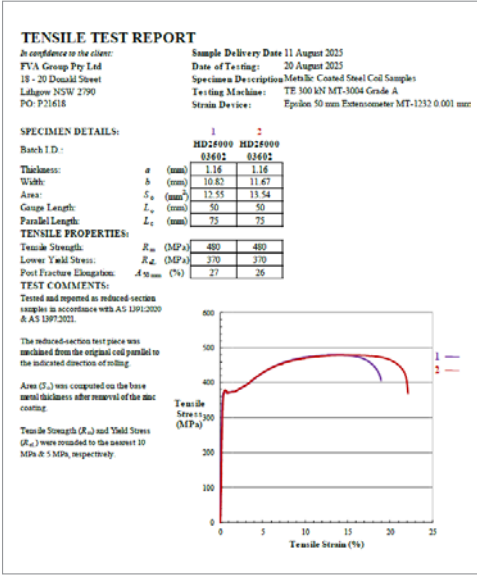 TENSILE TEST REPORT
In confidence to the client:
FVA Group Pty Ltd
18 - 20 Donald Street
Lithgow NSW 2790
PO: P21618
Sample Delivery Date 11 August 2025
Date of Testing: 20 August 2025
Specimen Description Metallic Coated Steel Coil Samples
Testing Machine: TE 300 kN MT-3004 Grade A
Strain Device: Epsilon 50 mm Extensometer MT-1232 0.001 mm
SPECIMEN DETAILS: 1 2
Batch I.D.: HD25000 03602 HD25000 03602
Thickness: a (mm) 1.16 1.16
Width: b (mm) 10.82 11.67
Area: Sₒ (mm²) 12.55 13.54
Gauge Length: Lₒ (mm) 50 50
Parallel Length: L (mm) 75 75
TENSILE PROPERTIES:
Tensile Strength: Rₘ (MPa) 480 480
Lower Yield Stress: R (MPa) 370 370
Post Fracture Elongation: A 50 mm (%) 27 26
TEST COMMENTS:
Tested and reported as reduced-section
samples in accordance with AS 1391:2020
& AS 1397:2021.
The reduced-section test piece was
machined from the original coil parallel to
the indicated direction of rolling.
Area (Sₒ) was computed on the base
metal thickness after removal of the zinc
coating.
Tensile Strength (Rₘ) and Yield Stress
(R) were rounded to the nearest 10
MPa & 5 MPa, respectively.
Tensile
Stress
(MPa)
600
500
400
300
200
100
0
0 5 10 15 20 25
Tensile Strain (%)
1
2